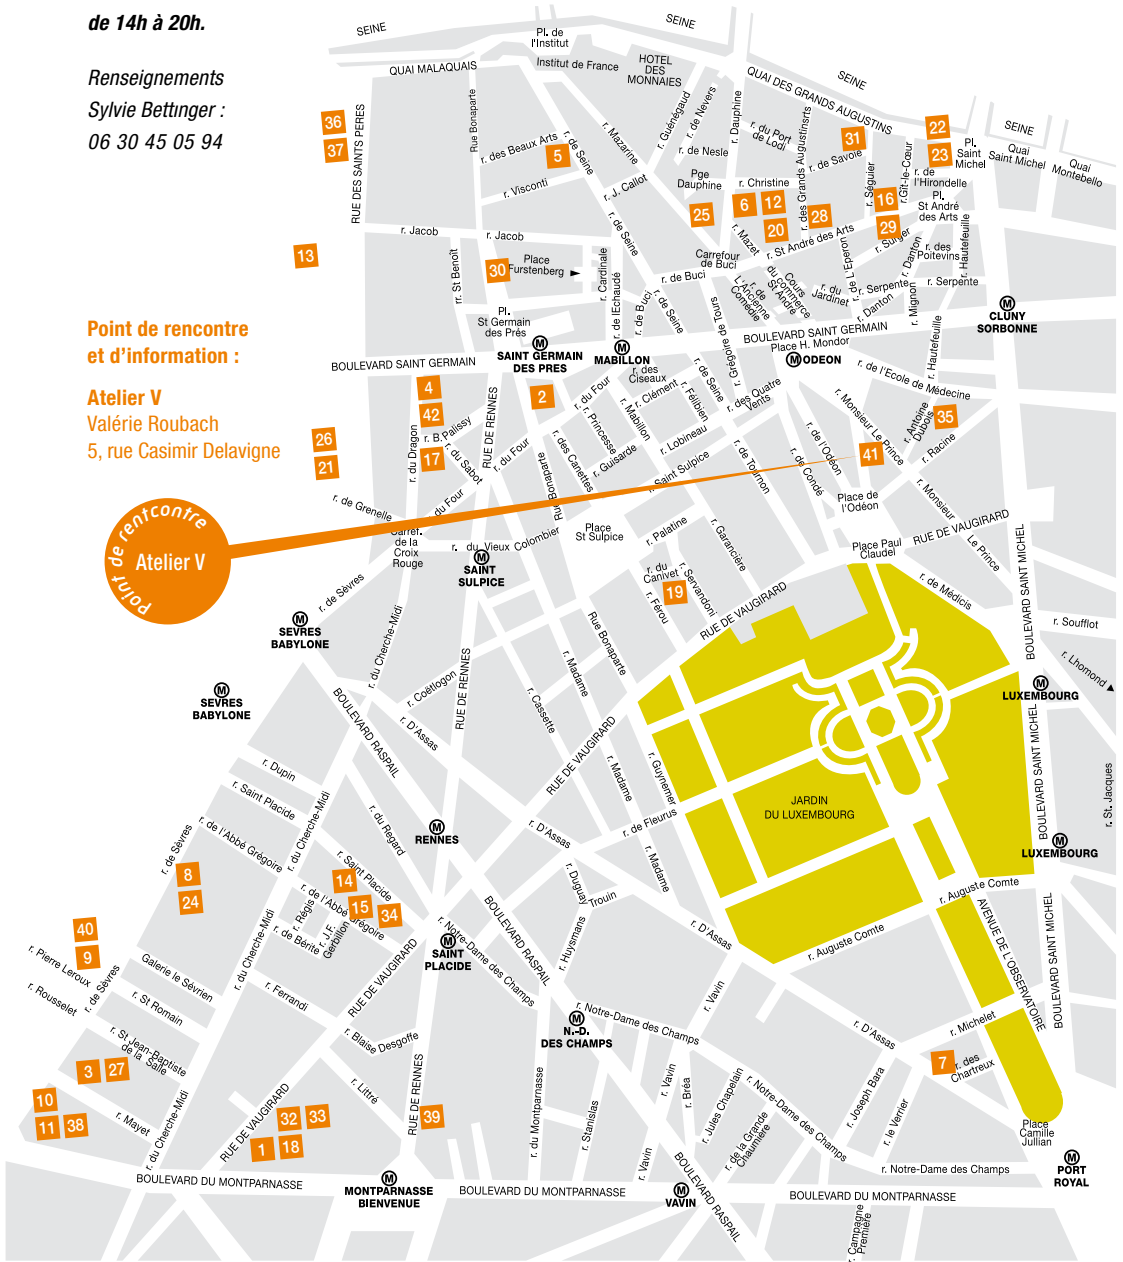 de 14h à 20h.
Renseignements
Sylvie Bettinger :
06 30 45 05 94
Point de rencontre
et d'information :
Atelier V
Valérie Roubach
5, rue Casimir Delavigne
Point de rentcontre
Atelier V
SEINE
SEINE
SEINE
SEINE
Pl. de
l'Institut
Institut de France
HOTEL
DES
MONNAIES
QUAI MALAQUAIS
QUAI DES GRANDS AUGUSTINS
Quai
Saint Michel
Quai
Montebello
Pl.
Saint
Michel
RUE DES SAINTS PERES
Rue Bonaparte
r. des Beaux Arts
r. de Seine
r. Mazarine
r. Guénégaud
r. de Nevers
r. Dauphine
r. de Nesle
r. du Port
de Lodi
r. des Grands Augustinsrts
r. de Savoie
r. Séguier
r.Gît-le-Cœur
r. de
l'Hirondelle
Pl.
St André
des Arts
r. Visconti
r. J. Callot
Pge
Dauphine
r. Christine
r. Mazet
r. St André des Arts
r. Suger
r. Danton
r. Hautefeuille
r. des
Poitevins
r. Jacob
r. Jacob
r. de Seine
rr. St Benoît
Place
Furstenberg
r. Cardinale
r. de lEchaudé
r. de Buci
r. de Buci
Carrefour
de Buci
r. de
L'Ancienne
Comédie
Cours
du commerce
St André
r. du
Jardinet
r. de L'Eperon
r. Serpente
r. Serpente
r. Danton
r. Mignon
r. Hautefeuille
Pl.
St Germain
des Prés
r. de Seine
r. Grégoire de Tours
BOULEVARD SAINT GERMAIN
Place H. Mondor
BOULEVARD SAINT GERMAIN
M
SAINT GERMAIN
DES PRES
M
MABILLON
M ODEON
M
CLUNY
SORBONNE
r. de l'Ecole de Médecine
r. des
Ciseaux
r. Clément
r. du Four
r. Princesse
r. Mabillon
r. Félibien
r. de Seine
r. des Quatre
Vents
r. Lobineau
r. Guisarde
r. des Canettes
Rue Bonaparte
r. Saint Sulpice
r. de Tournon
r. de Condé
r. de l'Odéon
r. Monsieur Le Prince
r. Antoine
Dubois
r. Racine
r. Monsieur
Le Prince
Place de
l'Odéon
RUE DE VAUGIRARD
Place Paul
Claudel
r. de Médicis
BOULEVARD SAINT MICHEL
r. Soufflot
r. Lhomond
r. St. Jacques
r. du Dragon
r. B.Palissy
r. du Sabot
RUE DE RENNES
r. du Four
du Four
r. de Grenelle
Carref.
de la
Croix
Rouge
r. du Vieux Colombier
Place
St Sulpice
r. Palatine
r. Garancière
r. du
Canivet
r. Servandoni
r. Férou
RUE DE VAUGIRARD
M
SAINT
SULPICE
r. de Sèvres
M
SEVRES
BABYLONE
M
SEVRES
BABYLONE
r. du Cherche-Midi
BOULEVARD RASPAIL
r. Coëtlogon
r. D'Assas
RUE DE RENNES
r. Cassette
r. Madame
Rue Bonaparte
RUE DE VAUGIRARD
r. Madame
r. Guynemer
r. de Fleurus
JARDIN
DU LUXEMBOURG
M
LUXEMBOURG
BOULEVARD SAINT MICHEL
M
LUXEMBOURG
r. Dupin
r. Saint Placide
r. de l'Abbé Grégoire
r. de Sèvres
r. du Cherche-Midi
r. du Regard
r. Saint Placide
M
RENNES
r. D'Assas
r. Duguay
Trouin
r. Madame
r. D'Assas
r. Auguste Comte
r. Auguste Comte
r. de l'Abbé Grégoire
r. Régis
r. J.F.
Gerbillon
r. de Bérite
M
SAINT
PLACIDE
r. Notre-Dame des Champs
BOULEVARD RASPAIL
r. Huysmans
r. Vavin
AVENUE DE L'OBSERVATOIRE
BOULEVARD SAINT MICHEL
r. Pierre Leroux
r. Rousselet
r. de Sèvres
Galerie le Sévrien
r. St Romain
r. St Jean-Baptiste
de la Salle
r. du Cherche-Midi
r. Ferrandi
RUE DE VAUGIRARD
r. Blaise Desgoffe
r. Littré
RUE DE RENNES
M
N.-D.
DES CHAMPS
r. Notre-Dame des Champs
r. D'Assas
r. Michelet
r. des
Chartreux
r. Mayet
r. du Cherche-Midi
RUE DE VAUGIRARD
r. du Montparnasse
r. Stanislas
r. Vavin
r. Vavin
r. Bréa
r. Jules Chapelain
r. de la Grande
Chaumière
r. Notre-Dame des Champs
r. Joseph Bara
r. le Verrier
r. Notre-Dame des Champs
Place
Camille
Jullian
M
PORT
ROYAL
BOULEVARD DU MONTPARNASSE
M
MONTPARNASSE
BIENVENUE
BOULEVARD DU MONTPARNASSE
M
VAVIN
BOULEVARD RASPAIL
BOULEVARD DU MONTPARNASSE
r. Campagne
Première
36
37
5
31
22
23
13
30
25
6
12
20
28
16
29
4
42
17
2
35
41
26
21
19
8
24
14
15
34
40
9
3
27
10
11
38
32
33
1
18
39
7